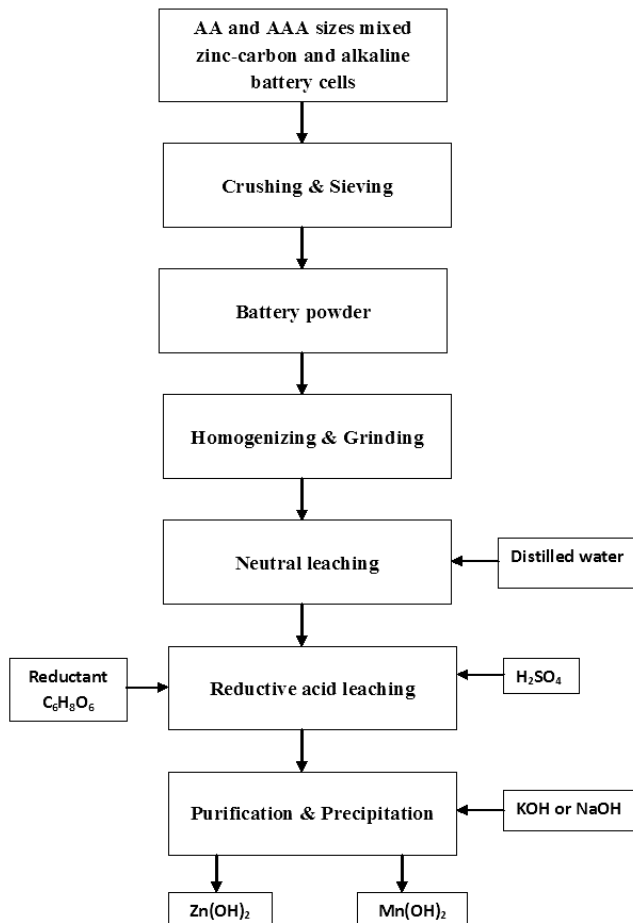 AA and AAA sizes mixed
zinc-carbon and alkaline
battery cells
Crushing & Sieving
Battery powder
Homogenizing & Grinding
Neutral leaching
Distilled water
Reductant
C₆H₈O₆
Reductive acid leaching
H₂SO₄
Purification & Precipitation
KOH or NaOH
Zn(OH)₂
Mn(OH)₂